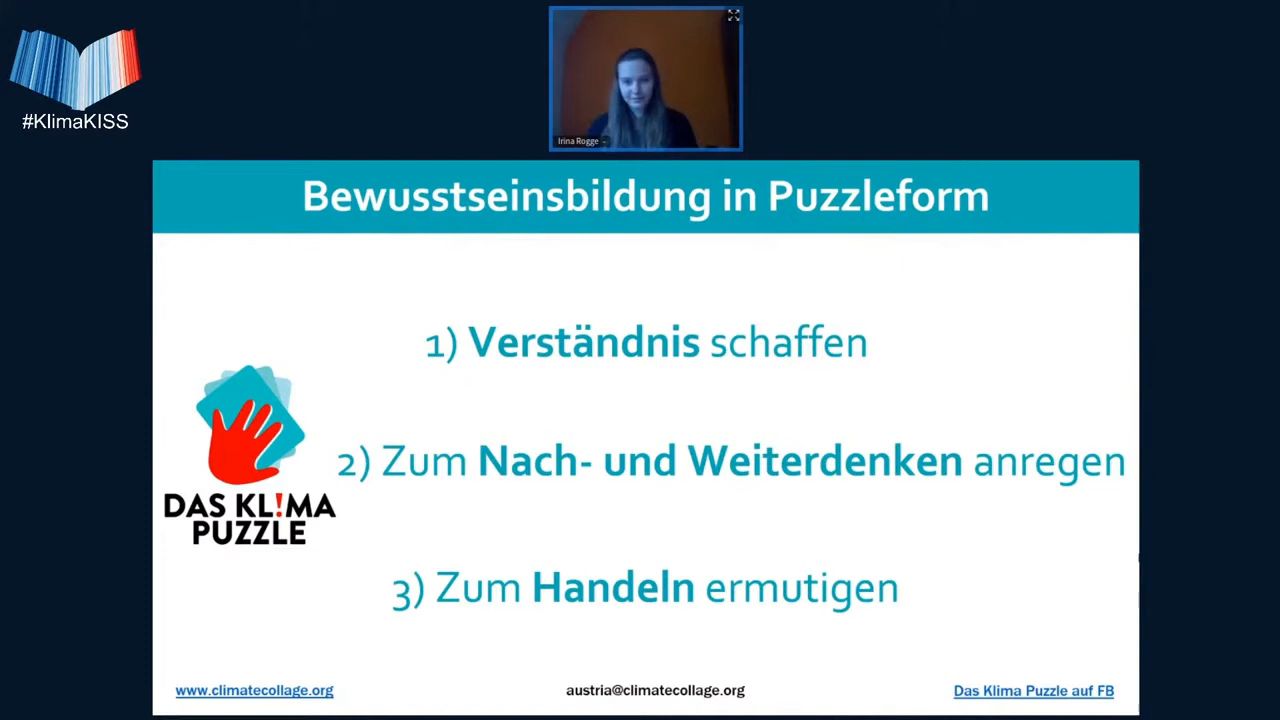 #KlimaKISS
Irina Rogge
Bewusstseinsbildung in Puzzleform
1) Verständnis schaffen
2) Zum Nach- und Weiterdenken anregen
DAS KL!MA
PUZZLE
3) Zum Handeln ermutigen
www.climatecollage.org
austria@climatecollage.org
Das Klima Puzzle auf FB